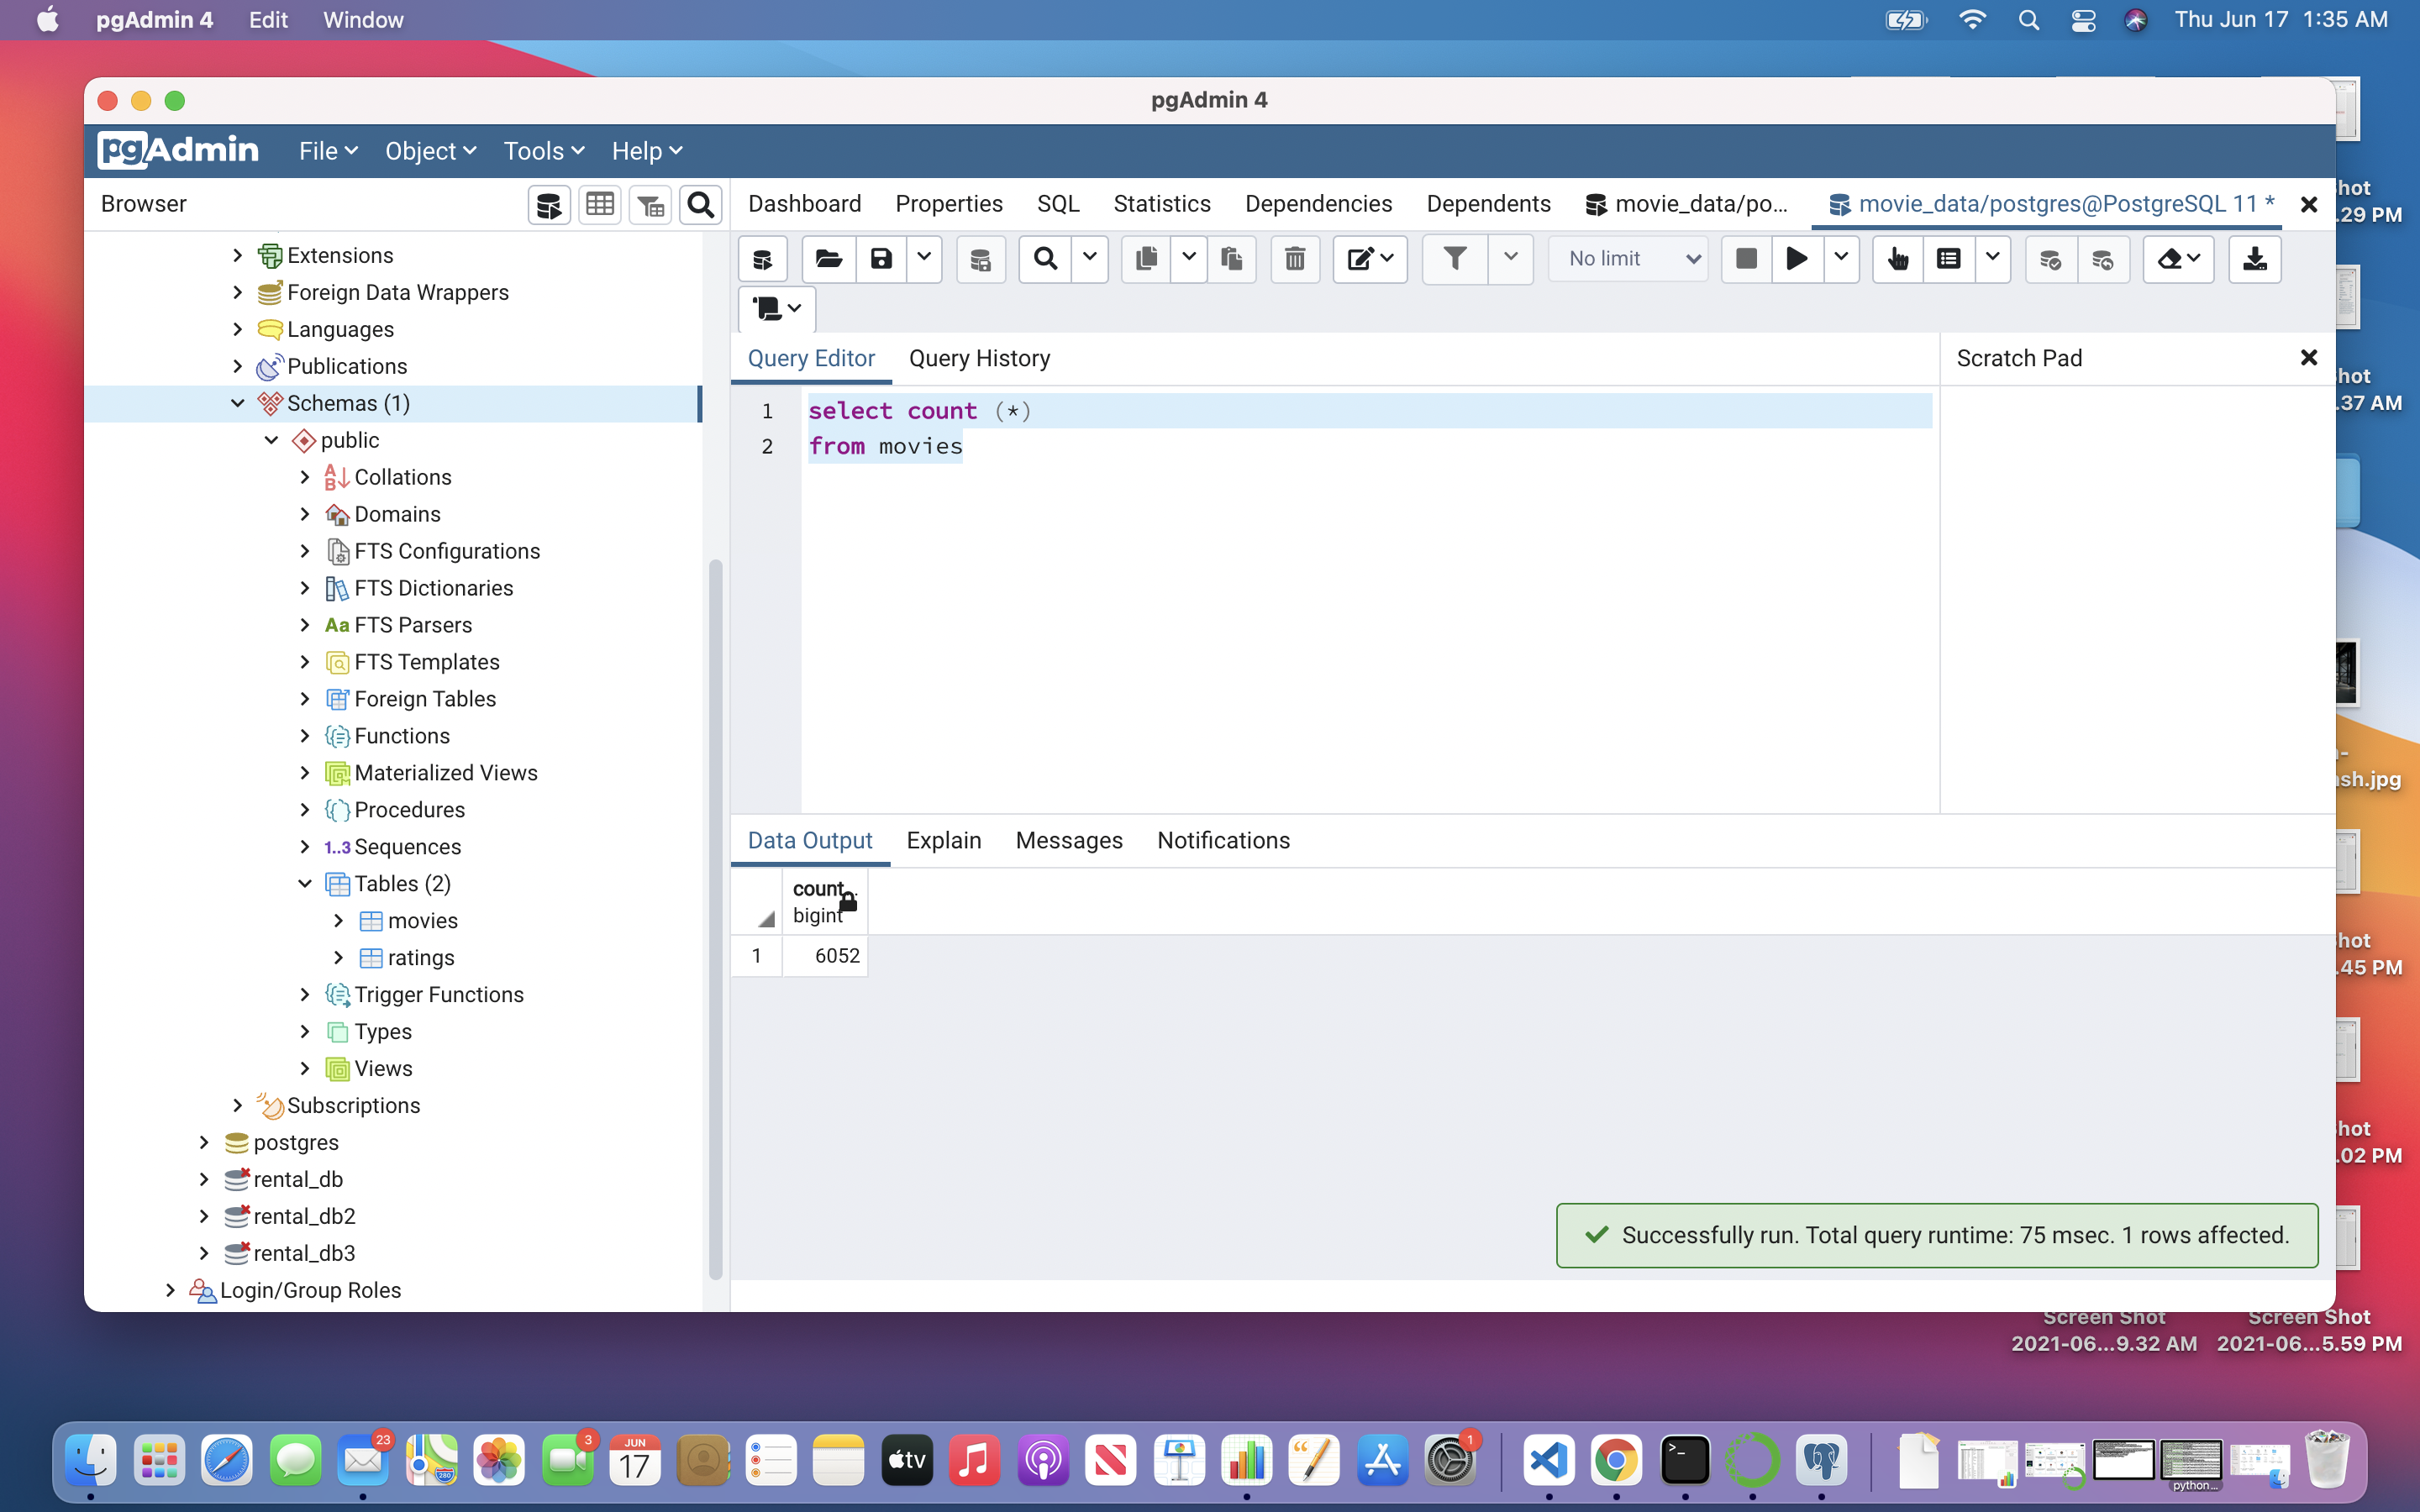 pgAdmin 4 Edit Window Thu Jun 17 1:35 AM
pgAdmin 4
pgAdmin File Object Tools Help
Browser
Dashboard Properties SQL Statistics Dependencies Dependents movie_data/po... movie_data/postgres@PostgreSQL 11 *
No limit
Extensions
Foreign Data Wrappers
Languages
Publications
Schemas (1)
public
Collations
Domains
FTS Configurations
FTS Dictionaries
Aa FTS Parsers
FTS Templates
Foreign Tables
Functions
Materialized Views
Procedures
1..3 Sequences
Tables (2)
movies
ratings
Trigger Functions
Types
Views
Subscriptions
postgres
rental_db
rental_db2
rental_db3
Login/Group Roles
Query Editor Query History
Scratch Pad
1 select count (*)
2 from movies
Data Output Explain Messages Notifications
count
bigint
1 6052
Successfully run. Total query runtime: 75 msec. 1 rows affected.
hot
.29 PM
hot
.37 AM
sh.jpg
hot
.45 PM
hot
.02 PM
Screen Shot
2021-06...9.32 AM
Screen Shot
2021-06...5.59 PM
23
3
JUN
17
tv
1
python...